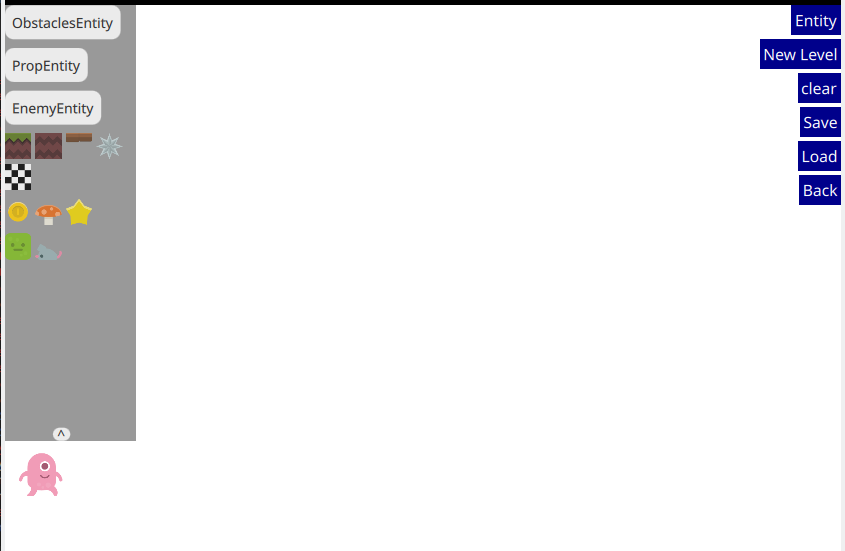 ObstaclesEntity
PropEntity
EnemyEntity
^
Entity
New Level
clear
Save
Load
Back